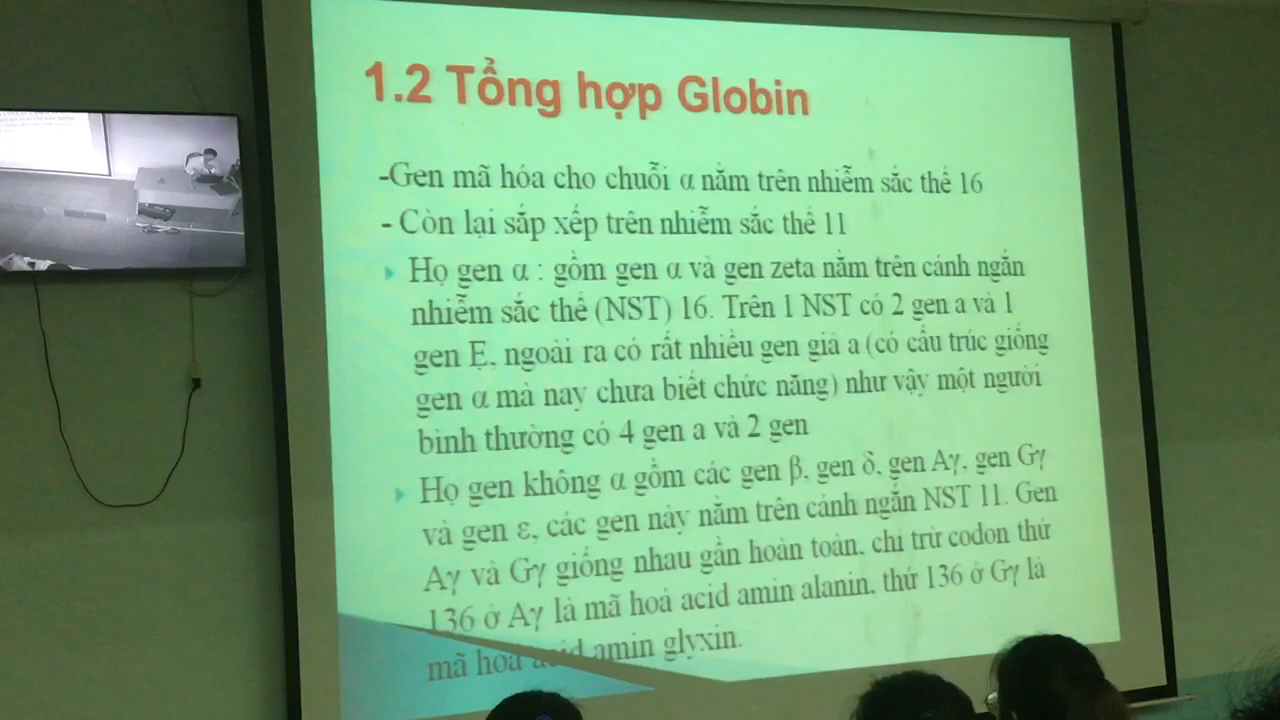 1.2 Tổng hợp Globin
-Gen mã hóa cho chuỗi α nằm trên nhiễm sắc thể 16
- Còn lại sắp xếp trên nhiễm sắc thể 11
Họ gen α : gồm gen α và gen zeta nằm trên cánh ngắn
nhiễm sắc thể (NST) 16. Trên 1 NST có 2 gen a và 1
gen Ẹ, ngoài ra có rất nhiều gen giả a (có cấu trúc giống
gen α mà nay chưa biết chức năng) như vậy một người
bình thường có 4 gen a và 2 gen
Họ gen không α gồm các gen β, gen δ, gen Aγ, gen Gγ
và gen ε, các gen này nằm trên cánh ngắn NST 11. Gen
Aγ và Gγ giống nhau gần hoàn toàn, chỉ trừ codon thứ
136 ở Aγ là mã hoá acid amin alanin, thứ 136 ở Gγ là
mã hoá acid amin glyxin.